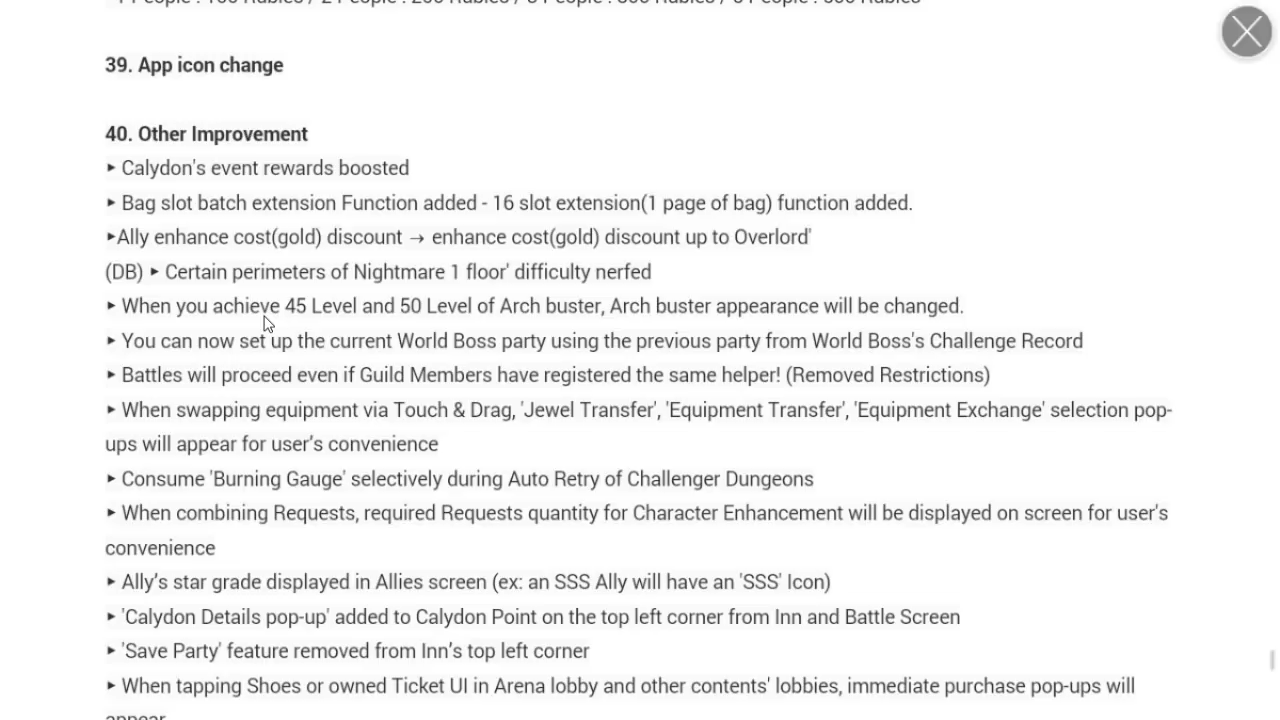 39. App icon change
40. Other Improvement
‣ Calydon's event rewards boosted
‣ Bag slot batch extension Function added - 16 slot extension(1 page of bag) function added.
‣Ally enhance cost(gold) discount → enhance cost(gold) discount up to Overlord'
(DB) ‣ Certain perimeters of Nightmare 1 floor' difficulty nerfed
‣ When you achieve 45 Level and 50 Level of Arch buster, Arch buster appearance will be changed.
‣ You can now set up the current World Boss party using the previous party from World Boss's Challenge Record
‣ Battles will proceed even if Guild Members have registered the same helper! (Removed Restrictions)
‣ When swapping equipment via Touch & Drag, 'Jewel Transfer', 'Equipment Transfer', 'Equipment Exchange' selection pop-
ups will appear for user’s convenience
‣ Consume 'Burning Gauge' selectively during Auto Retry of Challenger Dungeons
‣ When combining Requests, required Requests quantity for Character Enhancement will be displayed on screen for user's
convenience
‣ Ally’s star grade displayed in Allies screen (ex: an SSS Ally will have an 'SSS' Icon)
‣ 'Calydon Details pop-up' added to Calydon Point on the top left corner from Inn and Battle Screen
‣ 'Save Party' feature removed from Inn’s top left corner
‣ When tapping Shoes or owned Ticket UI in Arena lobby and other contents' lobbies, immediate purchase pop-ups will
appear